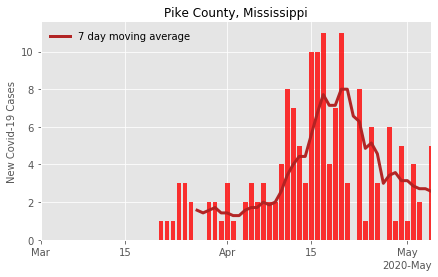 Pike County, Mississippi
7 day moving average
New Covid-19 Cases
10
8
6
4
2
0
Mar
15
Apr
15
May
2020-May